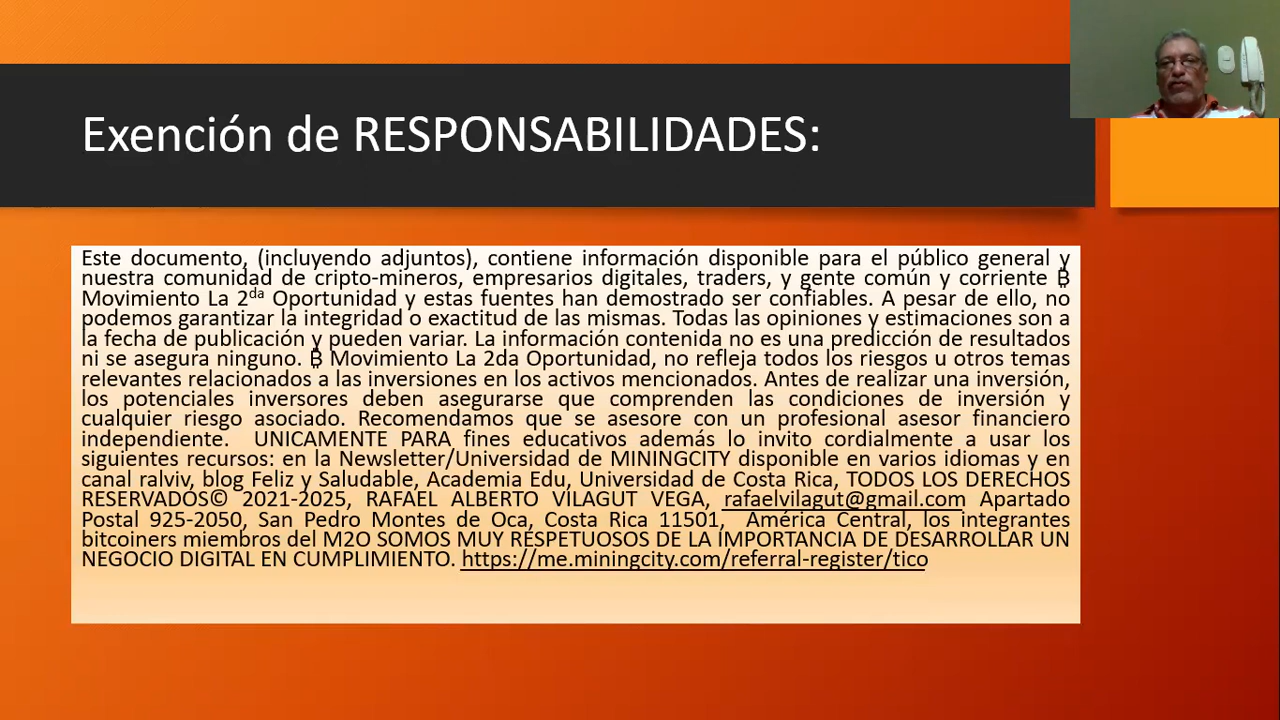 Exención de RESPONSABILIDADES:
Este documento, (incluyendo adjuntos), contiene información disponible para el público general y
nuestra comunidad de cripto-mineros, empresarios digitales, traders, y gente común y corriente ₿
Movimiento La 2ᵈᵃ Oportunidad y estas fuentes han demostrado ser confiables. A pesar de ello, no
podemos garantizar la integridad o exactitud de las mismas. Todas las opiniones y estimaciones son a
la fecha de publicación y pueden variar. La información contenida no es una predicción de resultados
ni se asegura ninguno. ₿ Movimiento La 2da Oportunidad, no refleja todos los riesgos u otros temas
relevantes relacionados a las inversiones en los activos mencionados. Antes de realizar una inversión,
los potenciales inversores deben asegurarse que comprenden las condiciones de inversión y
cualquier riesgo asociado. Recomendamos que se asesore con un profesional asesor financiero
independiente. UNICAMENTE PARA fines educativos además lo invito cordialmente a usar los
siguientes recursos: en la Newsletter/Universidad de MININGCITY disponible en varios idiomas y en
canal ralviv, blog Feliz y Saludable, Academia Edu, Universidad de Costa Rica, TODOS LOS DERECHOS
RESERVADOS© 2021-2025, RAFAEL ALBERTO VILAGUT VEGA, rafaelvilagut@gmail.com Apartado
Postal 925-2050, San Pedro Montes de Oca, Costa Rica 11501, América Central, los integrantes
bitcoiners miembros del M2O SOMOS MUY RESPETUOSOS DE LA IMPORTANCIA DE DESARROLLAR UN
NEGOCIO DIGITAL EN CUMPLIMIENTO. https://me.miningcity.com/referral-register/tico